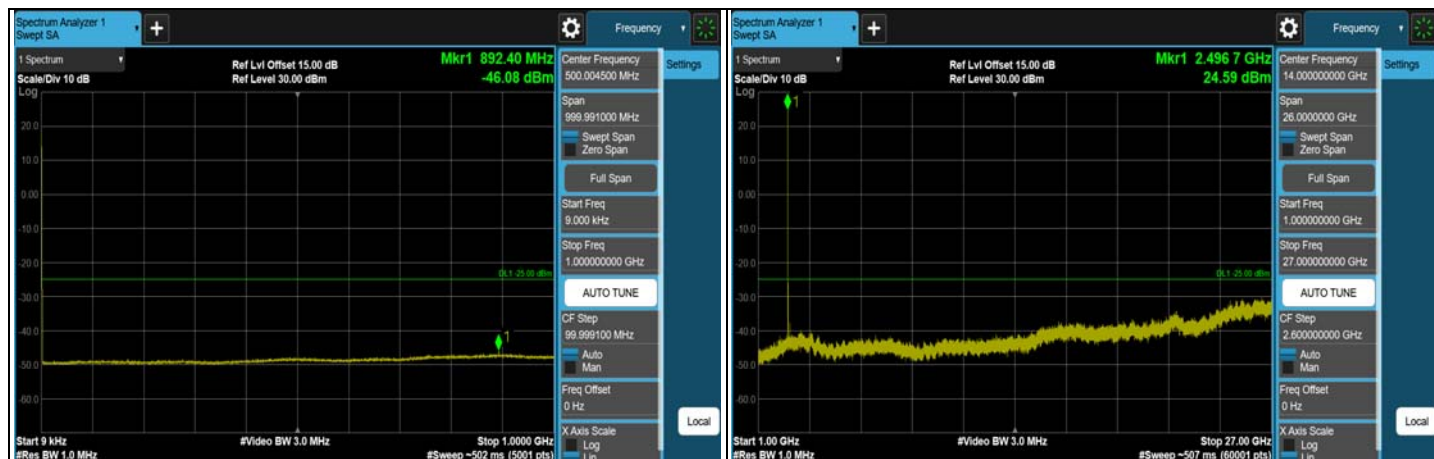 Spectrum Analyzer 1
Swept SA
+
Frequency
1 Spectrum
Scale/Div 10 dB
Ref Lvl Offset 15.00 dB
Ref Level 30.00 dBm
Mkr1 892.40 MHz
-46.08 dBm
Log
20.0
10.0
0.00
-10.0
-20.0
-30.0
-40.0
-50.0
-60.0
DL1 -25.00 dBm
1
Start 9 kHz
#Res BW 1.0 MHz
#Video BW 3.0 MHz
Stop 1.0000 GHz
#Sweep ~502 ms (5001 pts)
Center Frequency
500.004500 MHz
Span
999.991000 MHz
Swept Span
Zero Span
Full Span
Start Freq
9.000 kHz
Stop Freq
1.000000000 GHz
AUTO TUNE
CF Step
99.999100 MHz
Auto
Man
Freq Offset
0 Hz
X Axis Scale
Log
Lin
Settings
Local
Spectrum Analyzer 1
Swept SA
+
Frequency
1 Spectrum
Scale/Div 10 dB
Ref Lvl Offset 15.00 dB
Ref Level 30.00 dBm
Mkr1 2.496 7 GHz
24.59 dBm
Log
20.0
10.0
0.00
-10.0
-20.0
-30.0
-40.0
-50.0
-60.0
1
DL1 -25.00 dBm
Start 1.00 GHz
#Res BW 1.0 MHz
#Video BW 3.0 MHz
Stop 27.00 GHz
#Sweep ~507 ms (60001 pts)
Center Frequency
14.000000000 GHz
Span
26.0000000 GHz
Swept Span
Zero Span
Full Span
Start Freq
1.000000000 GHz
Stop Freq
27.000000000 GHz
AUTO TUNE
CF Step
2.600000000 GHz
Auto
Man
Freq Offset
0 Hz
X Axis Scale
Log
Lin
Settings
Local